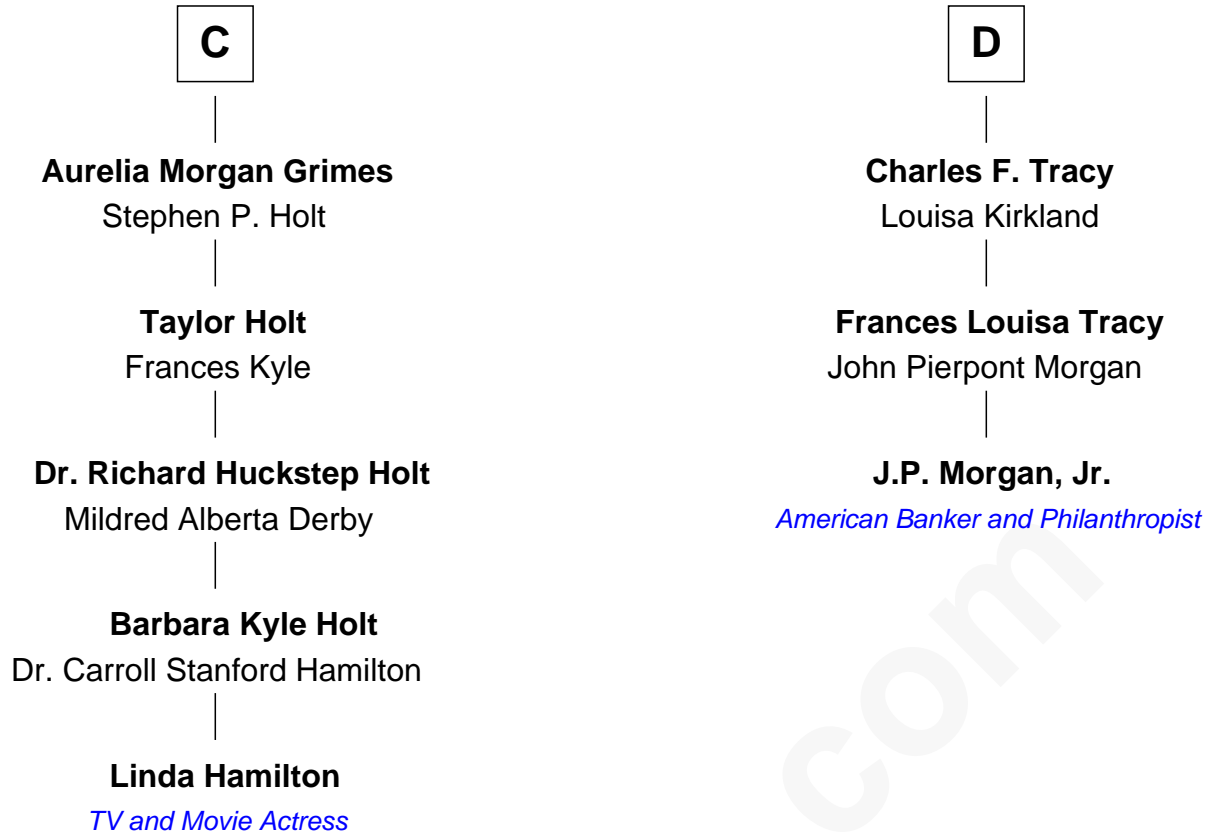 C
Aurelia Morgan Grimes
Stephen P. Holt
Taylor Holt
Frances Kyle
Dr. Richard Huckstep Holt
Mildred Alberta Derby
Barbara Kyle Holt
Dr. Carroll Stanford Hamilton
Linda Hamilton
TV and Movie Actress
D
Charles F. Tracy
Louisa Kirkland
Frances Louisa Tracy
John Pierpont Morgan
J.P. Morgan, Jr.
American Banker and Philanthropist
com